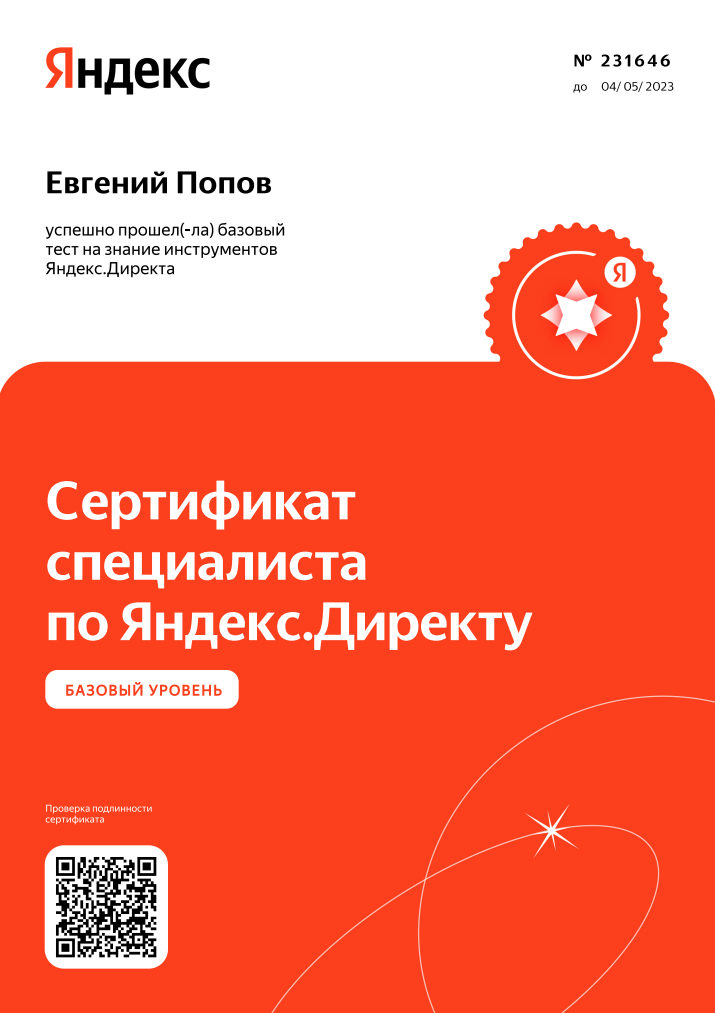 Яндекс
№ 231646
до 04/ 05/ 2023
Евгений Попов
успешно прошел(-ла) базовый
тест на знание инструментов
Яндекс.Директа
Я
Сертификат
специалиста
по Яндекс.Директу
БАЗОВЫЙ УРОВЕНЬ
Проверка подлинности
сертификата